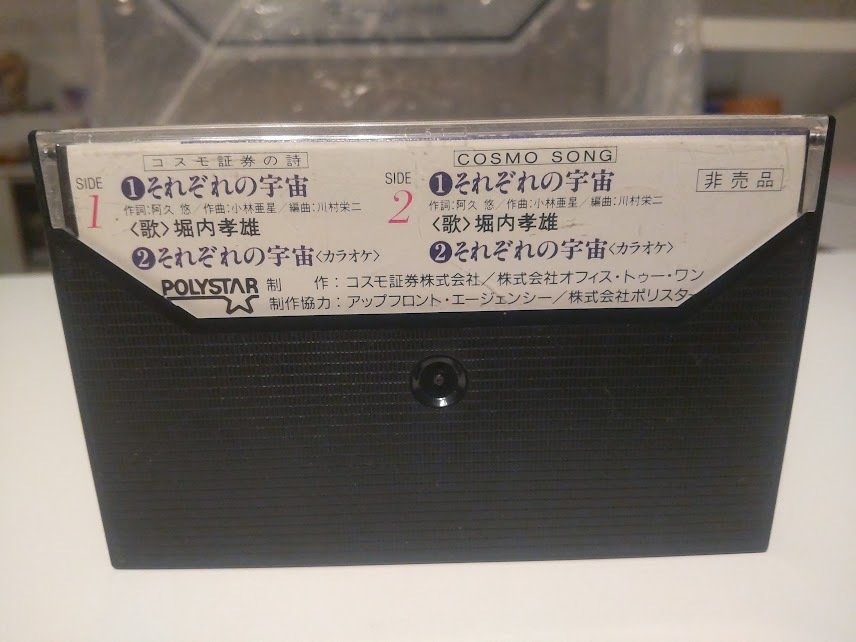 コスモ証券の詩
SIDE 1
❶それぞれの宇宙
作詞:阿久 悠／作曲:小林亜星／編曲:川村栄二
〈歌〉堀内孝雄
❷それぞれの宇宙〈カラオケ〉
COSMO SONG
SIDE 2
❶それぞれの宇宙
作詞:阿久 悠／作曲:小林亜星／編曲:川村栄二
〈歌〉堀内孝雄
❷それぞれの宇宙〈カラオケ〉
非売品
POLYSTAR
制 作：コスモ証券株式会社／株式会社オフィス・トゥー・ワン
制作協力：アップフロント・エージェンシー／株式会社ポリスター